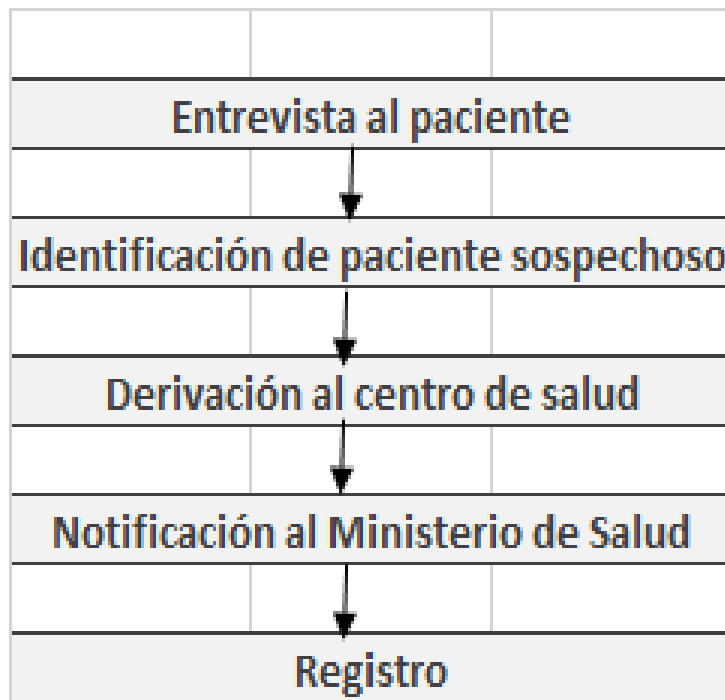 Entrevista al paciente
Identificación de paciente sospechoso
Derivación al centro de salud
Notificación al Ministerio de Salud
Registro